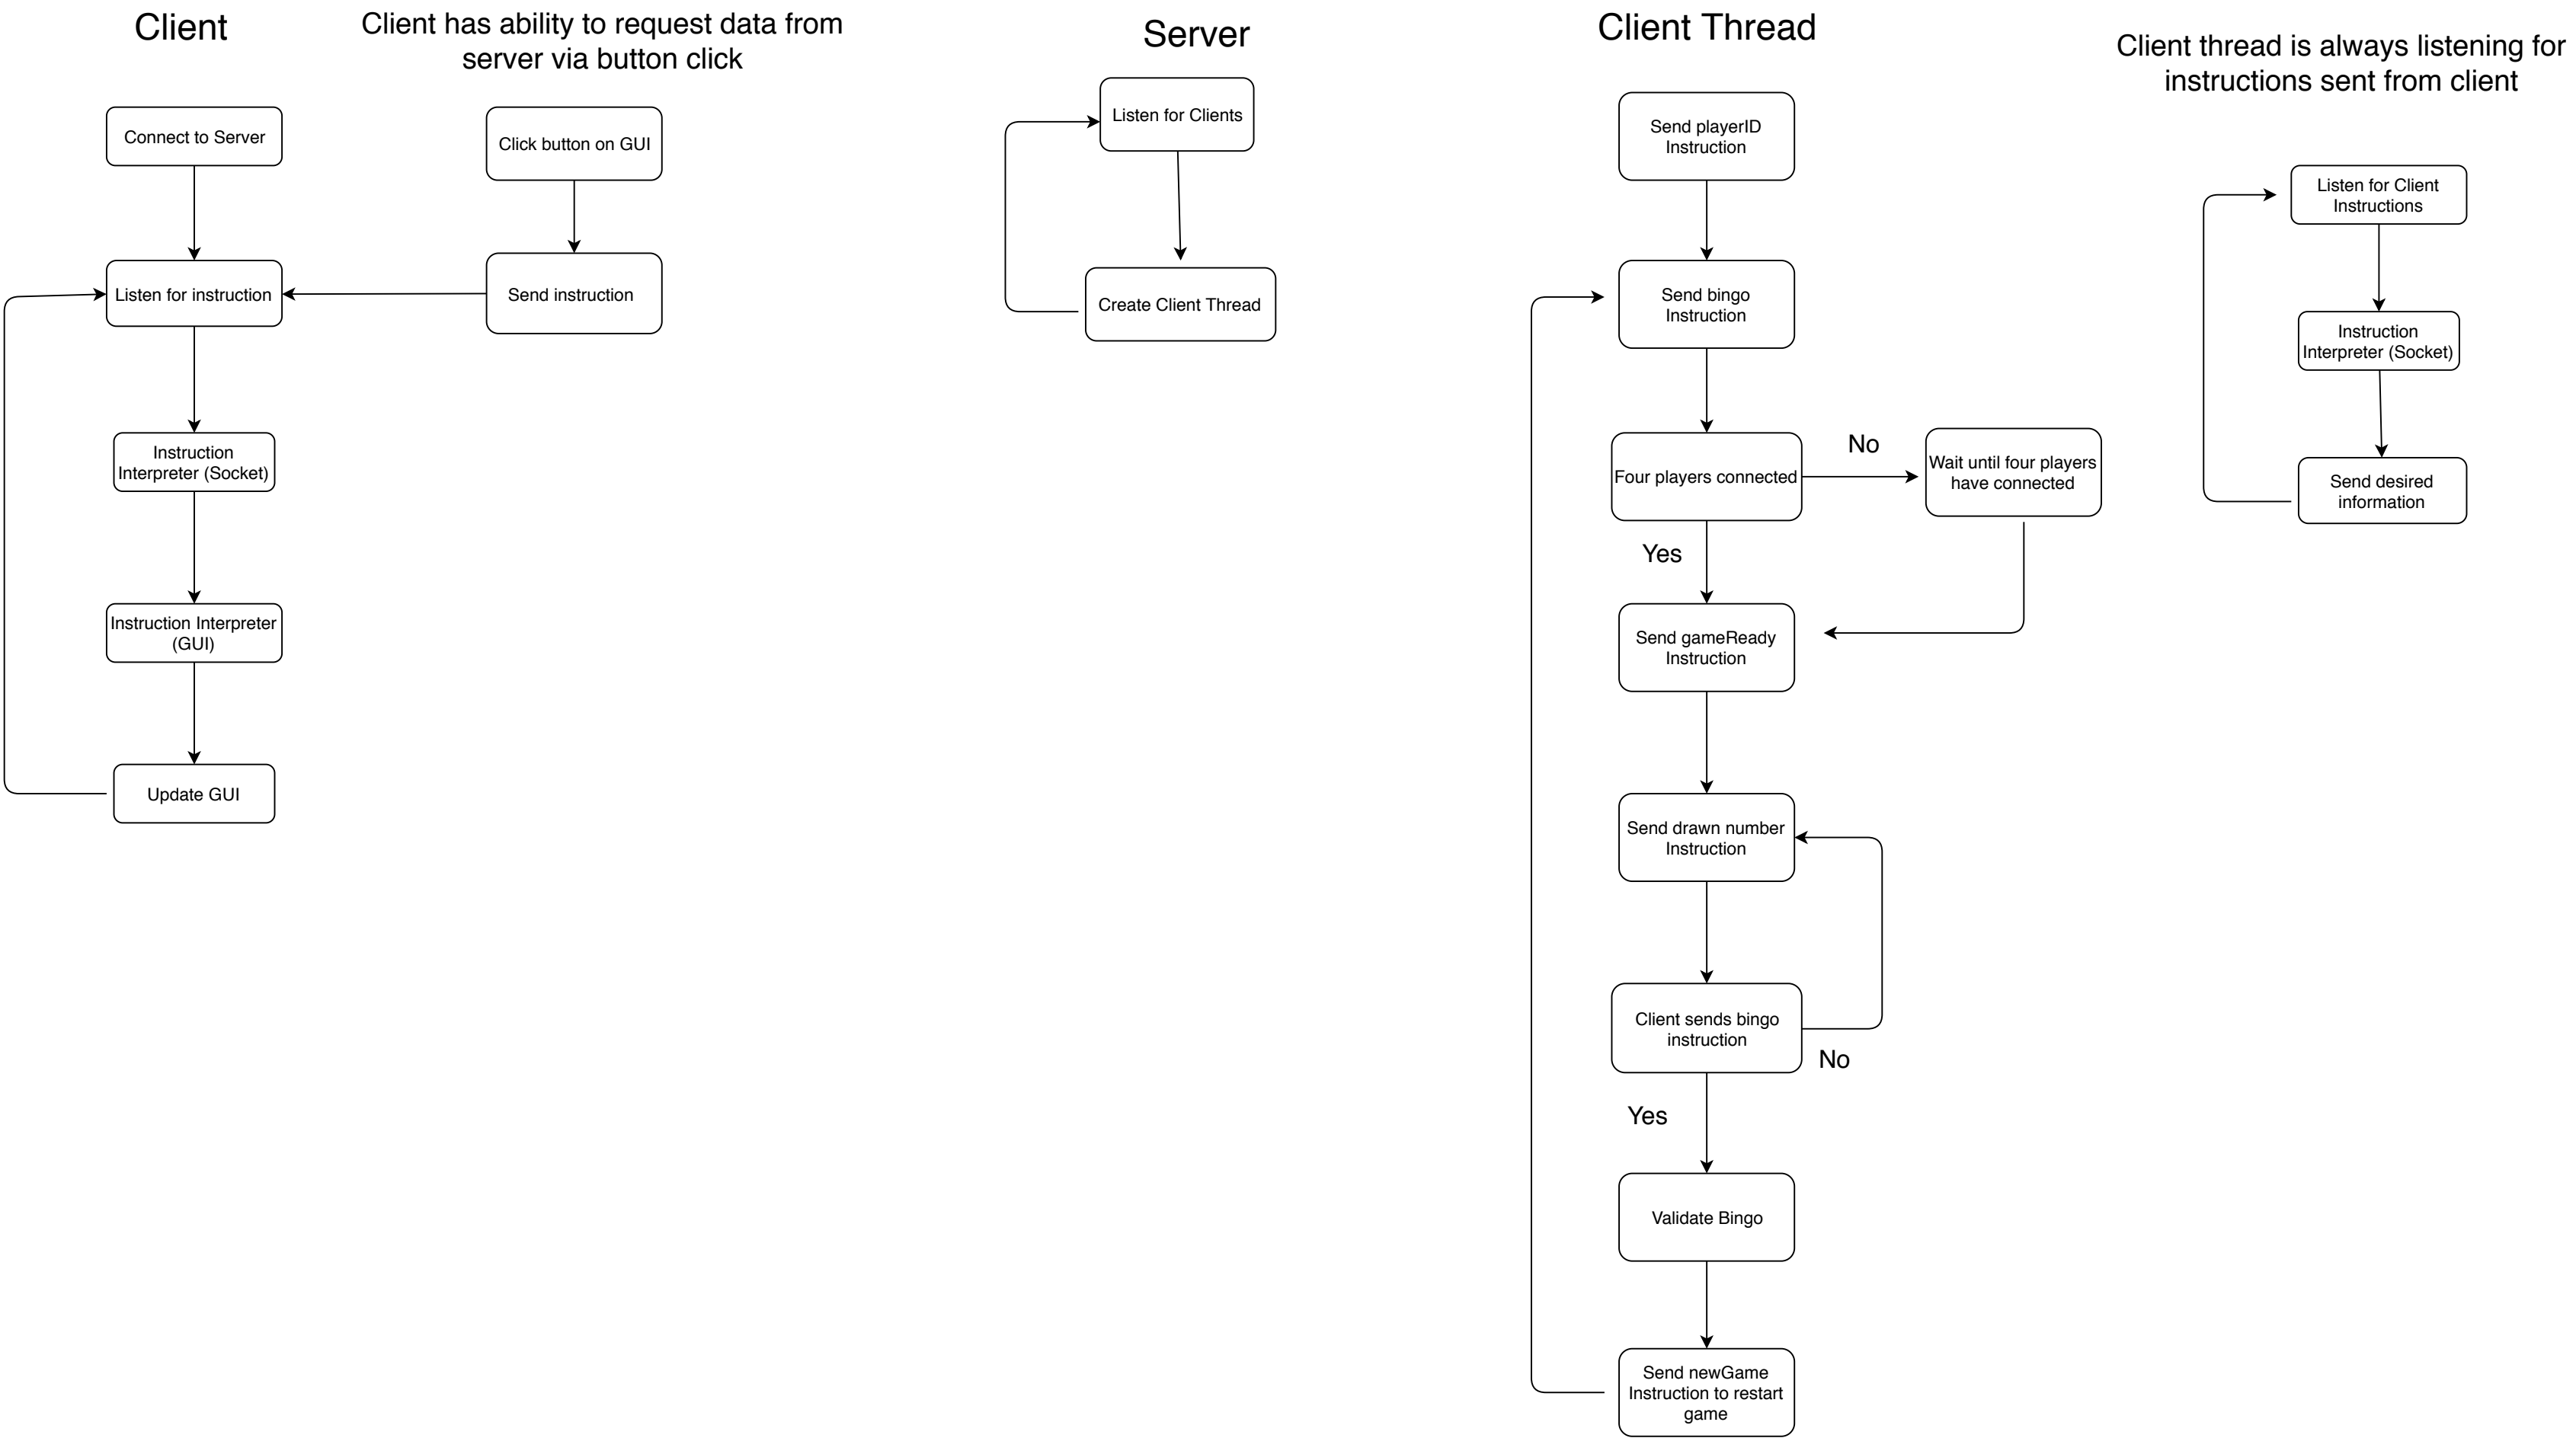 Client
Client has ability to request data from
server via button click
Connect to Server
Click button on GUI
Listen for instruction
Send instruction
Instruction
Interpreter (Socket)
Instruction Interpreter
(GUI)
Update GUI
Server
Listen for Clients
Create Client Thread
Client Thread
Send playerID
Instruction
Send bingo
Instruction
Four players connected
No
Wait until four players
have connected
Yes
Send gameReady
Instruction
Send drawn number
Instruction
Client sends bingo
instruction
No
Yes
Validate Bingo
Send newGame
Instruction to restart
game
Client thread is always listening for
instructions sent from client
Listen for Client
Instructions
Instruction
Interpreter (Socket)
Send desired
information